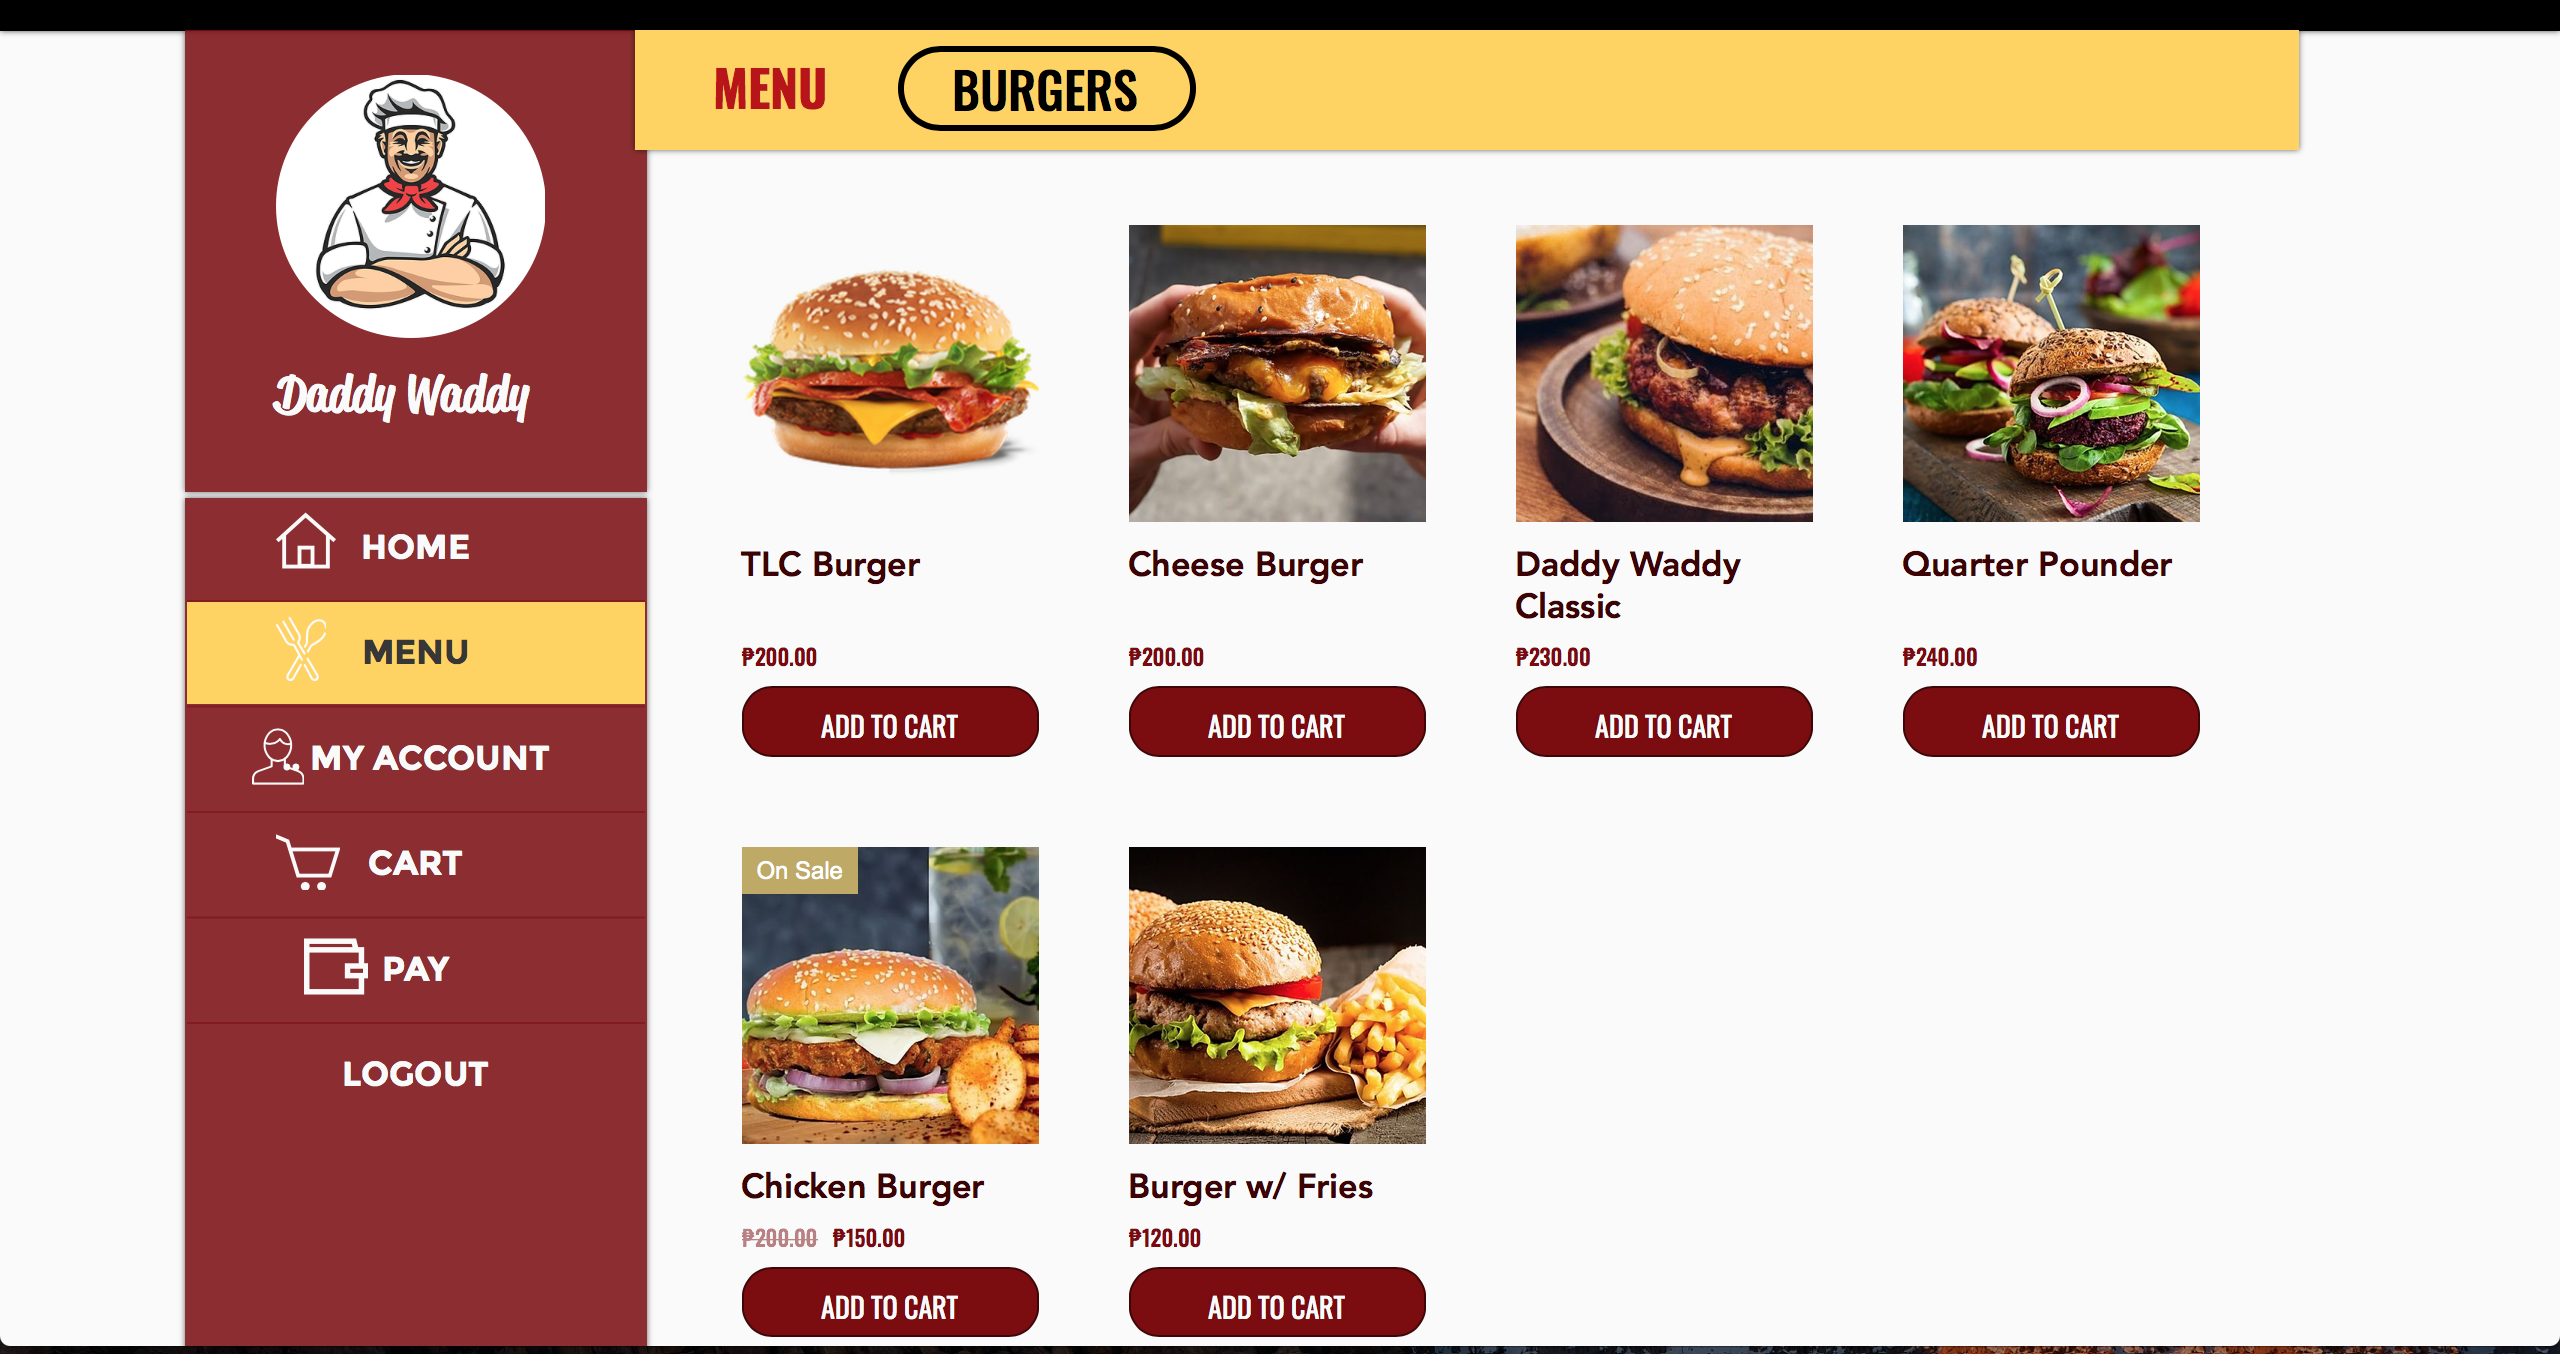 MENU
BURGERS
Daddy Waddy
HOME
MENU
MY ACCOUNT
CART
PAY
LOGOUT
TLC Burger
₱200.00
ADD TO CART
Cheese Burger
₱200.00
ADD TO CART
Daddy Waddy
Classic
₱230.00
ADD TO CART
Quarter Pounder
₱240.00
ADD TO CART
On Sale
Chicken Burger
₱200.00 ₱150.00
ADD TO CART
Burger w/ Fries
₱120.00
ADD TO CART